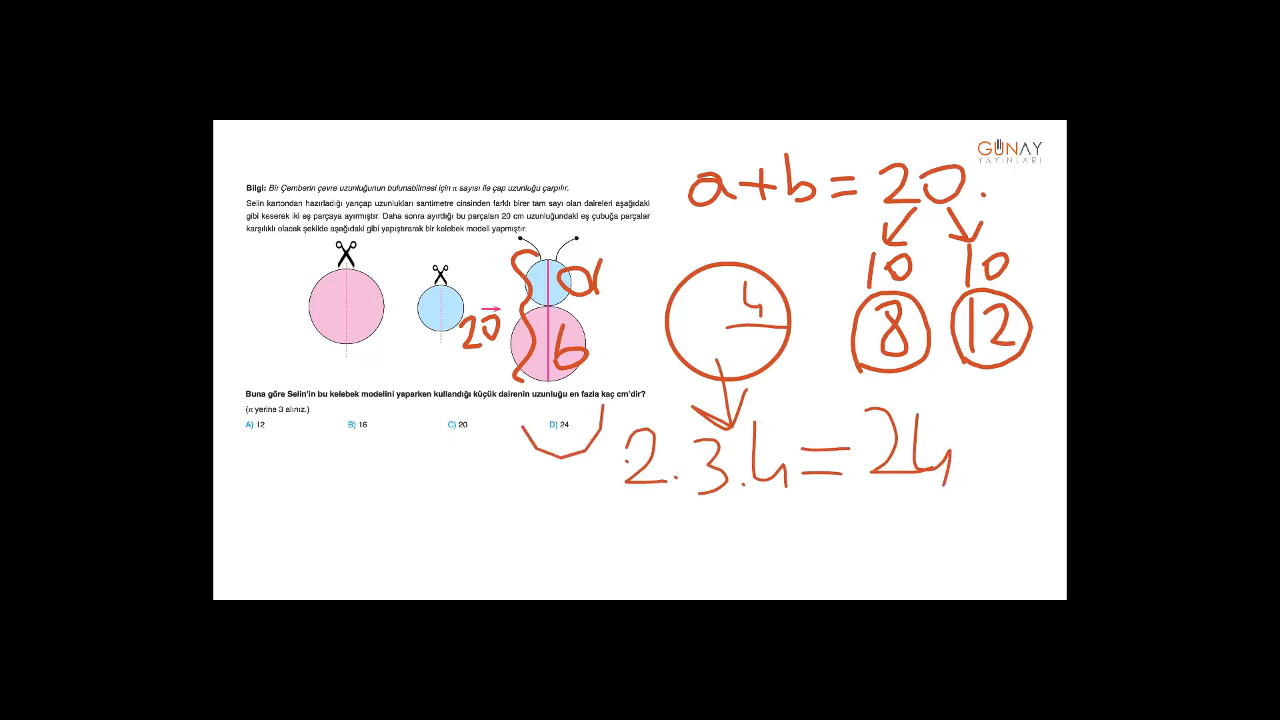 GÜNAY
YAYINLARI
Bilgi: Bir Çemberin çevre uzunluğunun bulunabilmesi için π sayısı ile çap uzunluğu çarpılır.
Selin kartondan hazırladığı yarıçap uzunlukları santimetre cinsinden farklı birer tam sayı olan daireleri aşağıdaki
gibi keserek iki eş parçaya ayırmıştır. Daha sonra ayırdığı bu parçaları 20 cm uzunluğundaki eş çubuğa parçalar
karşılıklı olacak şekilde aşağıdaki gibi yapıştırarak bir kelebek modeli yapmıştır.
a+b=20.
10 10
8 12
20
a
b
4
Buna göre Selin'in bu kelebek modelini yaparken kullandığı küçük dairenin uzunluğu en fazla kaç cm'dir?
(π yerine 3 alınız.)
A) 12 B) 16 C) 20 D) 24
2.3.4=24